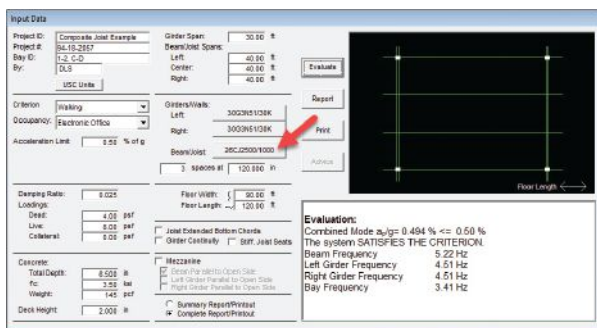 Input Data
Project ID: Composite Joist Example
Project #: 94-18-2057
Bay ID: 1-2, C-D
By: DLS
USC Units
Criterion Walking
Occupancy: Electronic Office
Acceleration Limit 0.50 % of g
Damping Ratio: 0.025
Loadings:
Dead: 4.00 psf
Live: 8.00 psf
Collateral: psf
Concrete:
Total Depth: 6.500 in
f'c: 3.50 ksi
Weight: 145 pcf
Deck Height 2.000 in
Girder Span: 30.00 ft
Beam/Joist Spans:
Left: 40.00 ft
Center: 40.00 ft
Right: 40.00 ft
Girders/Walls:
Left: 30G3N51/38K
Right: 30G3N51/38K
Beam/Joist: 26CJ2500/1000
3 spaces at 120.000 in
Floor Width: 90.00 ft
Floor Length: 120.00 ft
Joist Extended Bottom Chords
Girder Continuity Stiff. Joist Seats
Mezzanine
Beam Parallel to Open Side
Left Girder Parallel to Open Side
Right Girder Parallel to Open Side
Summary Report/Printout
Complete Report/Printout
Evaluate
Report
Print
Advice
Floor Length
Evaluation:
Combined Mode ap/g= 0.494 % <= 0.50 %
The system SATISFIES THE CRITERION.
Beam Frequency 5.22 Hz
Left Girder Frequency 4.51 Hz
Right Girder Frequency 4.51 Hz
Bay Frequency 3.41 Hz